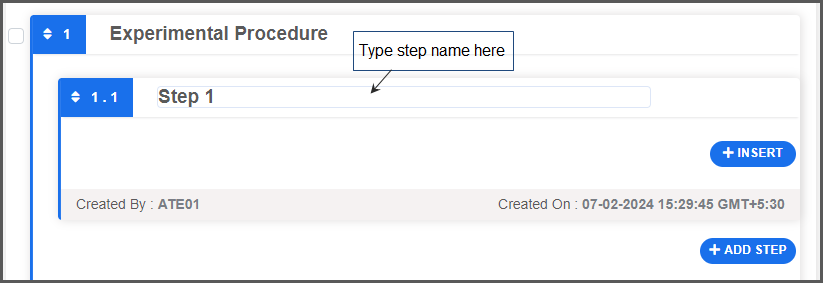 1 Experimental Procedure
Type step name here
1.1 Step 1
INSERT
Created By : ATE01 Created On : 07-02-2024 15:29:45 GMT+5:30
ADD STEP